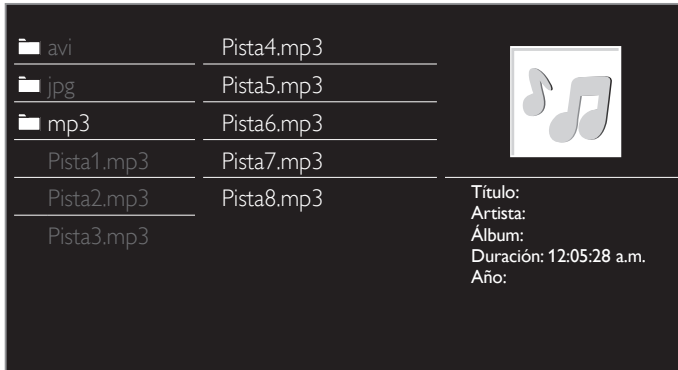 avi
jpg
mp3
Pista1.mp3
Pista2.mp3
Pista3.mp3
Pista4.mp3
Pista5.mp3
Pista6.mp3
Pista7.mp3
Pista8.mp3
Título:
Artista:
Álbum:
Duración: 12:05:28 a.m.
Año: